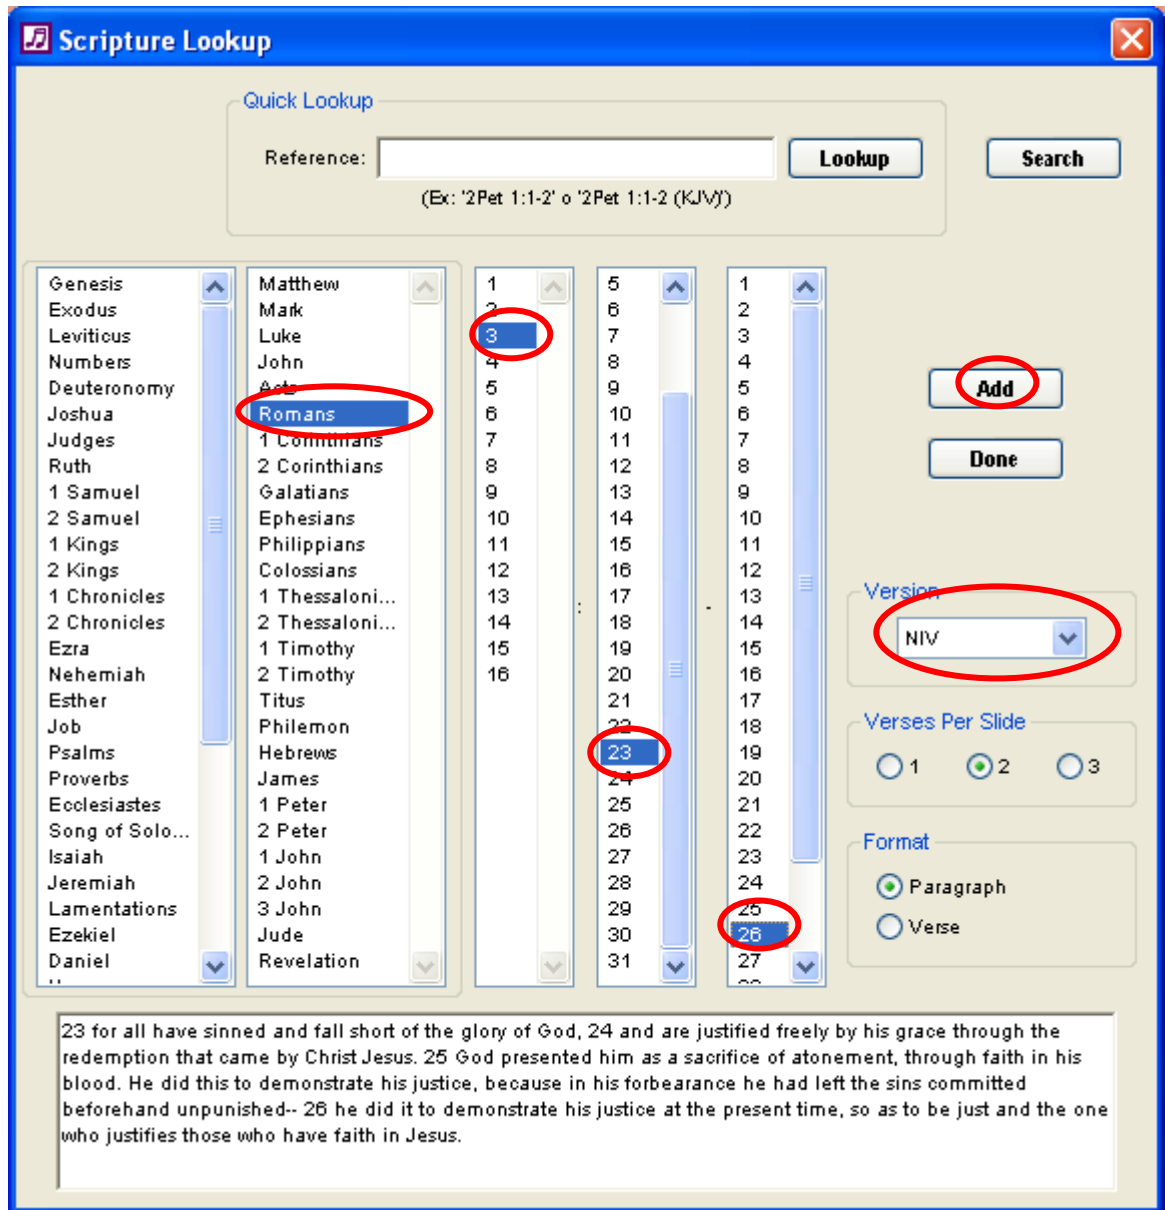 Scripture Lookup
Quick Lookup
Reference:
Lookup
Search
(Ex: '2Pet 1:1-2' o '2Pet 1:1-2 (KJV)')
Genesis
Exodus
Leviticus
Numbers
Deuteronomy
Joshua
Judges
Ruth
1 Samuel
2 Samuel
1 Kings
2 Kings
1 Chronicles
2 Chronicles
Ezra
Nehemiah
Esther
Job
Psalms
Proverbs
Ecclesiastes
Song of Solo...
Isaiah
Jeremiah
Lamentations
Ezekiel
Daniel
Matthew
Mark
Luke
John
Acts
Romans
1 Corinthians
2 Corinthians
Galatians
Ephesians
Philippians
Colossians
1 Thessaloni...
2 Thessaloni...
1 Timothy
2 Timothy
Titus
Philemon
Hebrews
James
1 Peter
2 Peter
1 John
2 John
3 John
Jude
Revelation
1
2
3
4
5
6
7
8
9
10
11
12
13
14
15
16
:
5
6
7
8
9
10
11
12
13
14
15
16
17
18
19
20
21
22
23
24
25
26
27
28
29
30
31
-
1
2
3
4
5
6
7
8
9
10
11
12
13
14
15
16
17
18
19
20
21
22
23
24
25
26
27
Add
Done
Version
NIV
Verses Per Slide
1 2 3
Format
Paragraph
Verse
23 for all have sinned and fall short of the glory of God, 24 and are justified freely by his grace through the
redemption that came by Christ Jesus. 25 God presented him as a sacrifice of atonement, through faith in his
blood. He did this to demonstrate his justice, because in his forbearance he had left the sins committed
beforehand unpunished-- 26 he did it to demonstrate his justice at the present time, so as to be just and the one
who justifies those who have faith in Jesus.